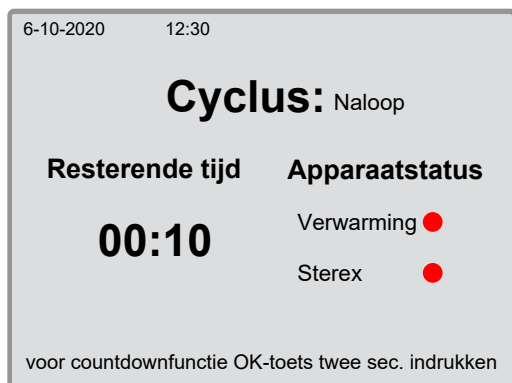 6-10-2020 12:30
Cyclus: Naloop
Resterende tijd
Apparaatstatus
00:10
Verwarming
Sterex
voor countdownfunctie OK-toets twee sec. indrukken